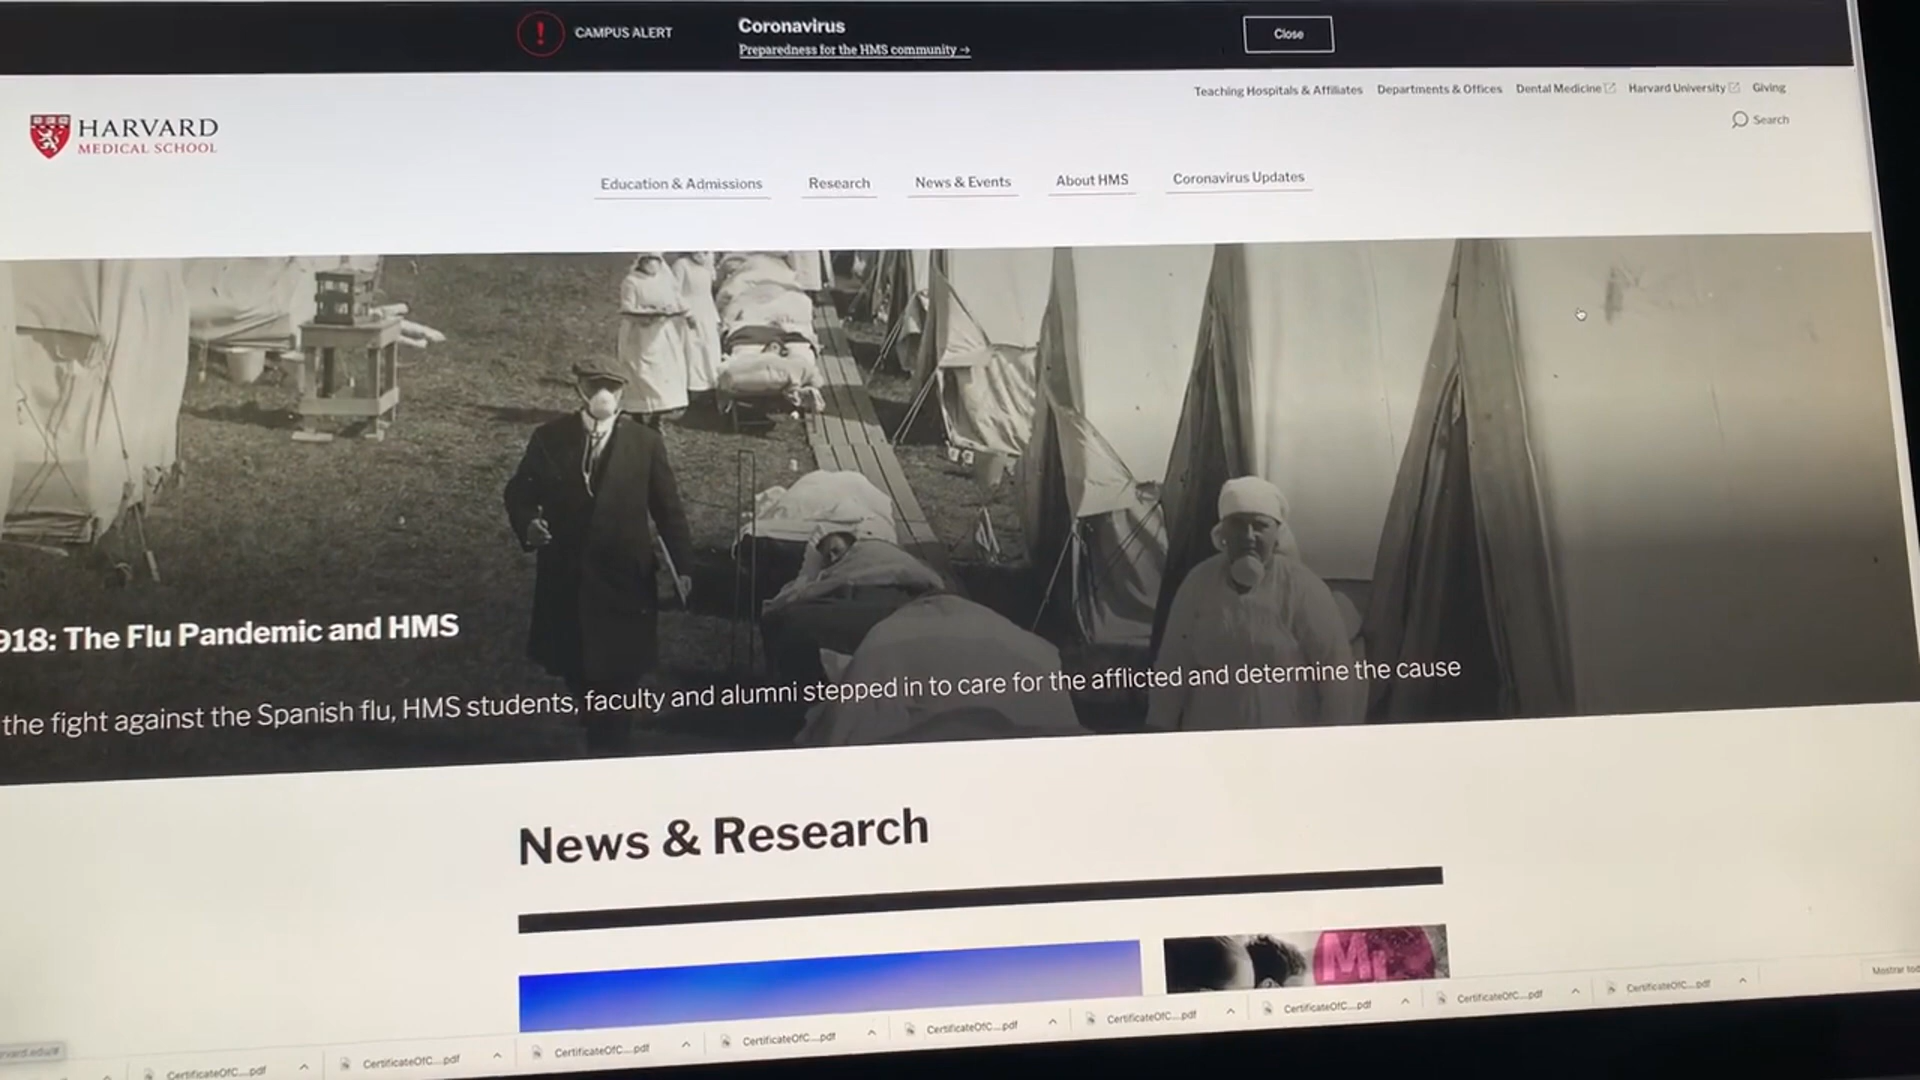 CAMPUS ALERT
Coronavirus
Preparedness for the HMS community →
Close
Teaching Hospitals & Affiliates Departments & Offices Dental Medicine Harvard University Giving
Search
HARVARD
MEDICAL SCHOOL
Education & Admissions Research News & Events About HMS Coronavirus Updates
918: The Flu Pandemic and HMS
the fight against the Spanish flu, HMS students, faculty and alumni stepped in to care for the afflicted and determine the cause
News & Research
CertificateOfC....pdf CertificateOfC....pdf CertificateOfC....pdf CertificateOfC....pdf CertificateOfC....pdf CertificateOfC....pdf CertificateOfC....pdf CertificateOfC....pdf CertificateOfC....pdf
Mostrar tod